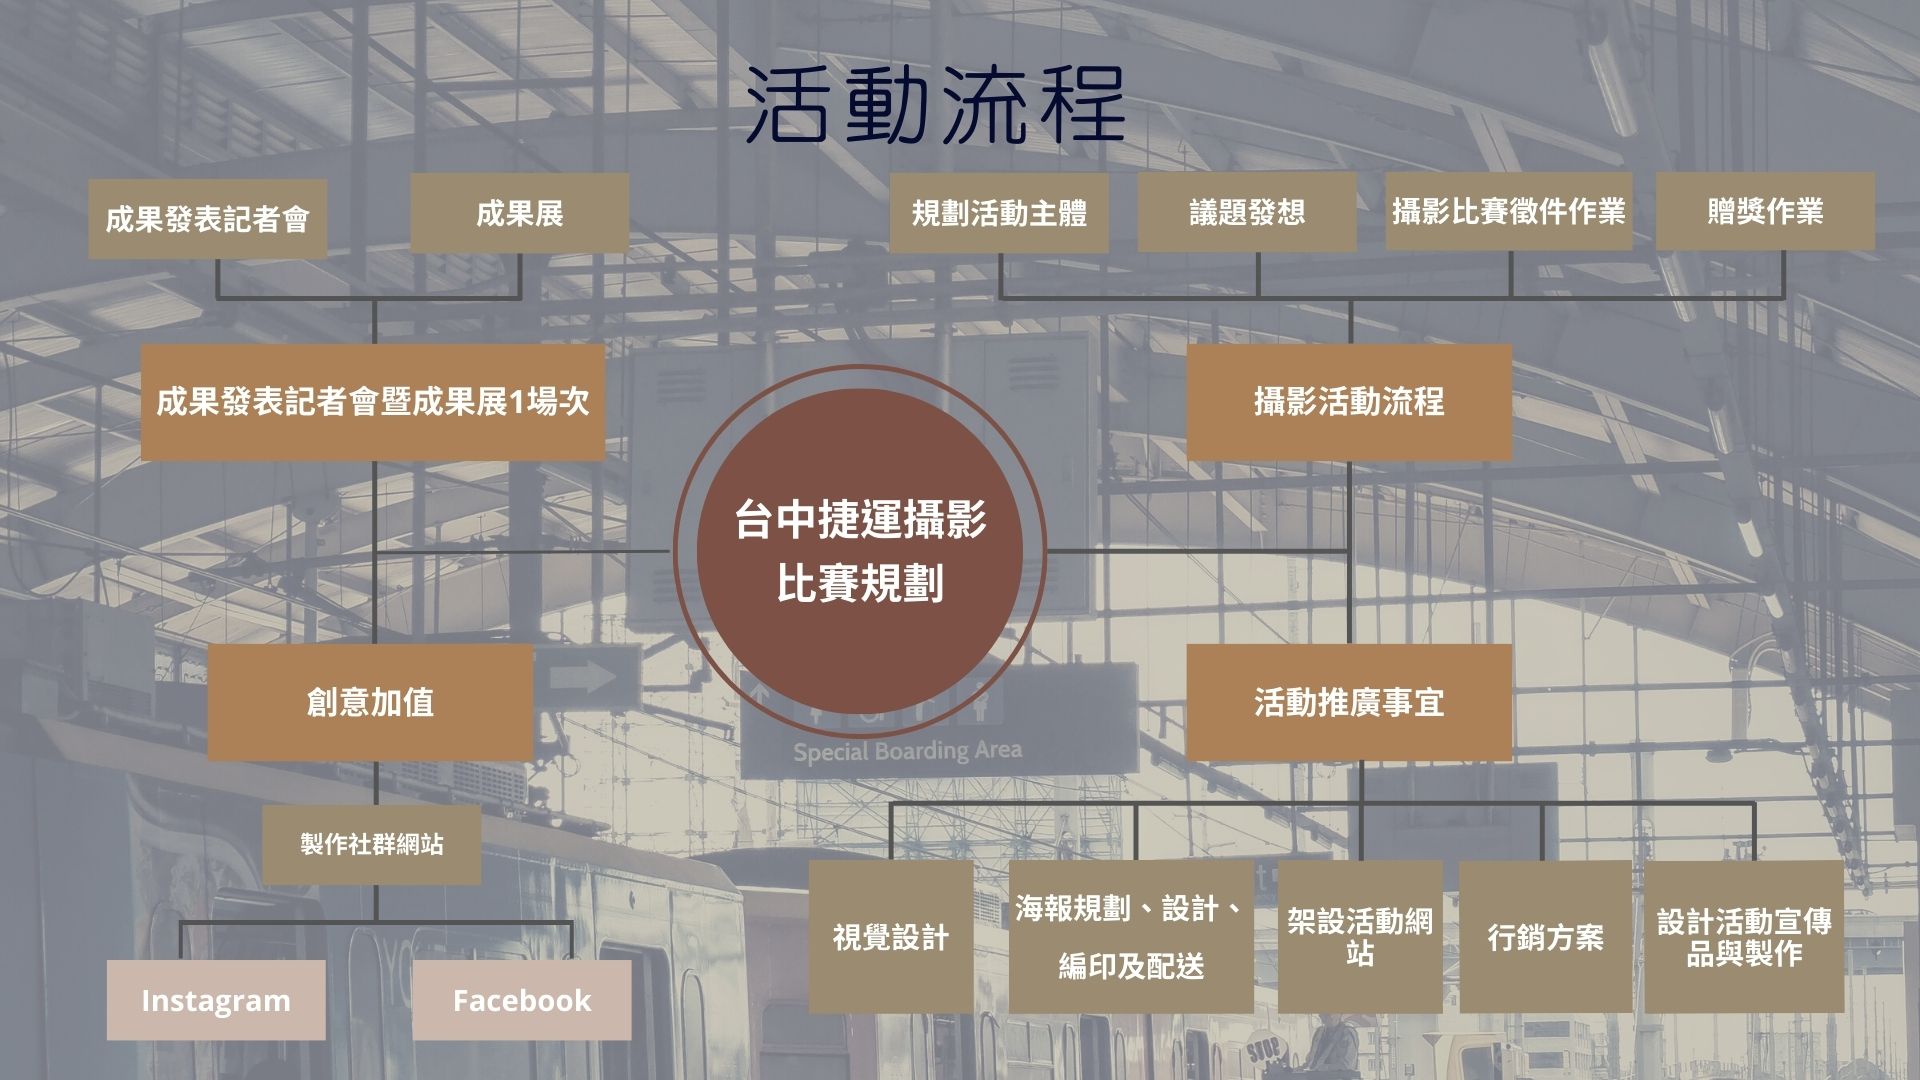 活動流程
成果發表記者會
成果展
規劃活動主體
議題發想
攝影比賽徵件作業
贈獎作業
成果發表記者會暨成果展1場次
攝影活動流程
台中捷運攝影
比賽規劃
創意加值
活動推廣事宜
Special Boarding Area
製作社群網站
視覺設計
海報規劃、設計、
編印及配送
架設活動網
站
行銷方案
設計活動宣傳
品與製作
Instagram
Facebook
STOP